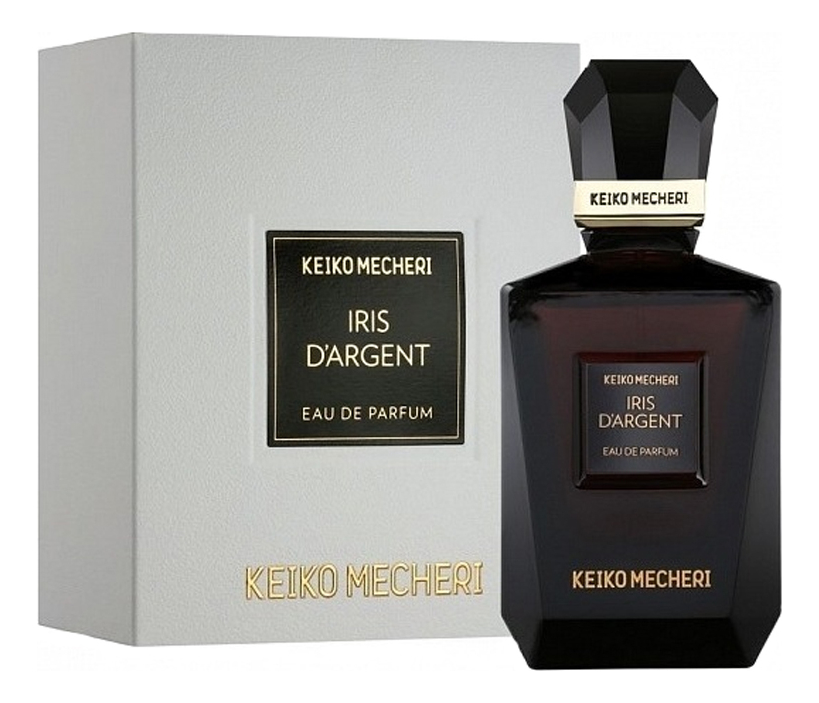 KEIKO MECHERI
IRIS
D'ARGENT
EAU DE PARFUM
KEIKO MECHERI
KEIKO MECHERI
KEIKO MECHERI
IRIS
D'ARGENT
EAU DE PARFUM
KEIKO MECHERI